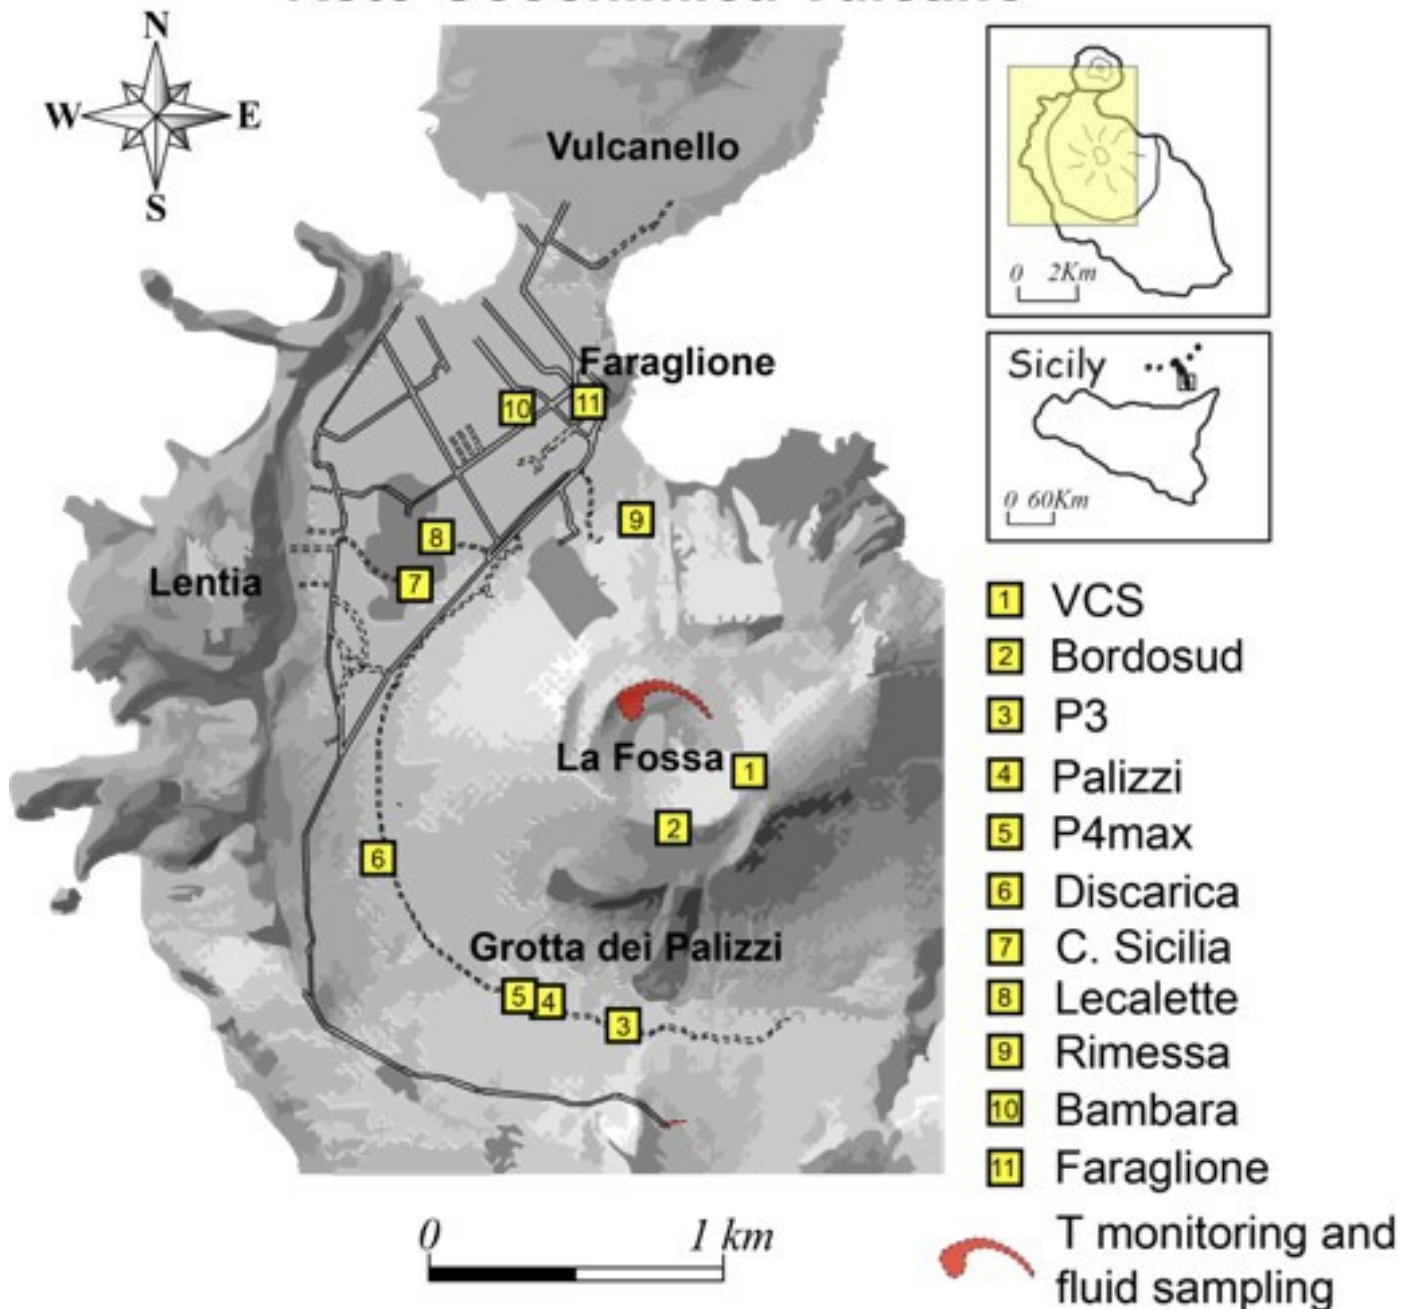 N
W E
S
Vulcanello
Faraglione
10 11
9
8
7
Lentia
La Fossa
1
2
6
Grotta dei Palizzi
5 4
3
0 1 km
0 2Km
Sicily
0 60Km
1 VCS
2 Bordosud
3 P3
4 Palizzi
5 P4max
6 Discarica
7 C. Sicilia
8 Lecalette
9 Rimessa
10 Bambara
11 Faraglione
T monitoring and
fluid sampling